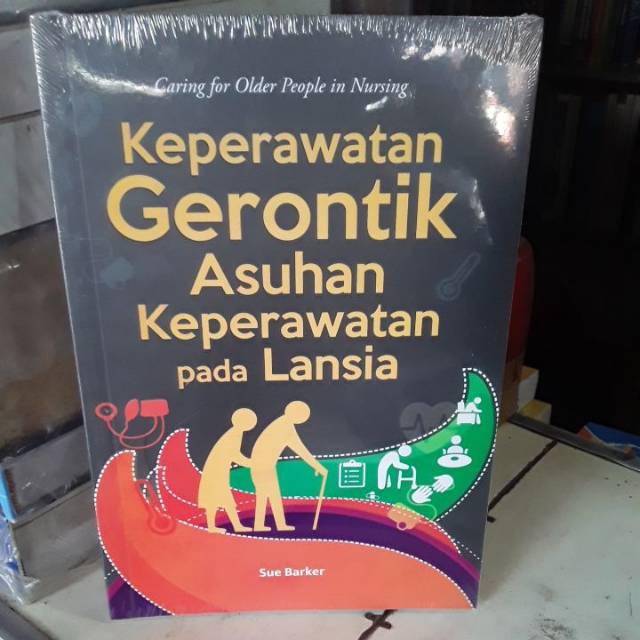 Caring for Older People in Nursing
Keperawatan
Gerontik
Asuhan
Keperawatan
pada Lansia
Sue Barker